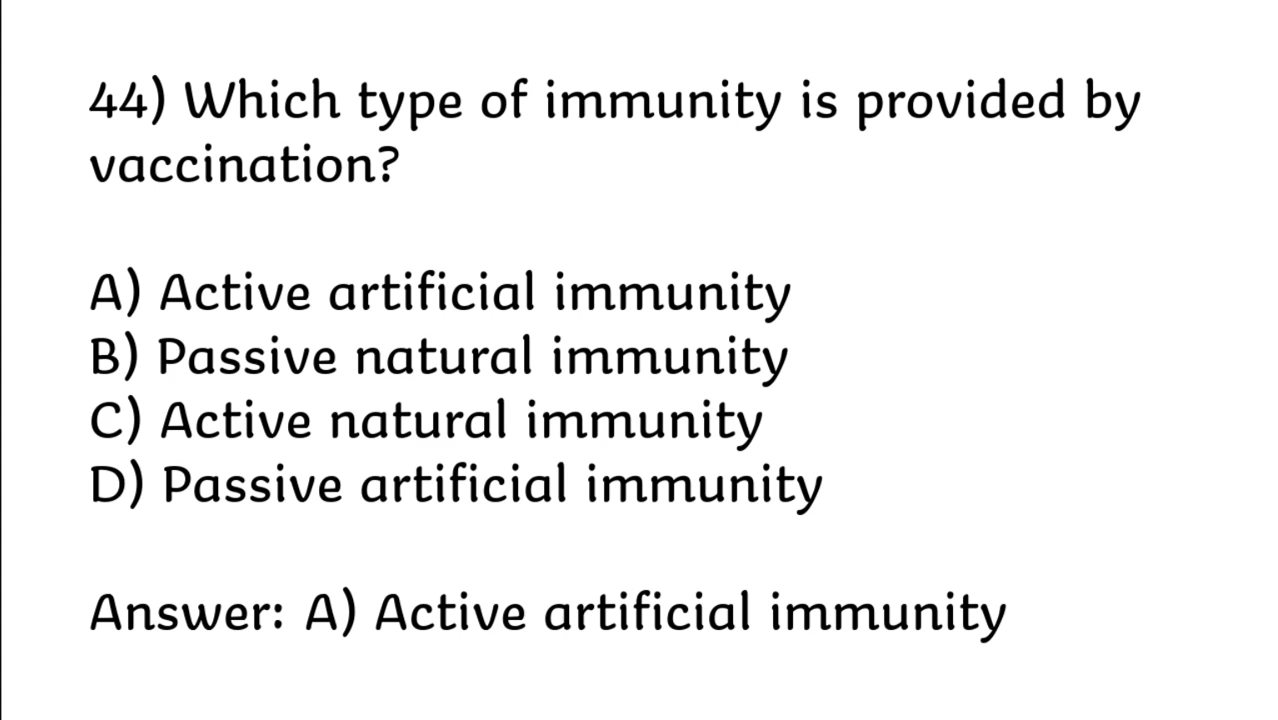 44) Which type of immunity is provided by
vaccination?
A) Active artificial immunity
B) Passive natural immunity
C) Active natural immunity
D) Passive artificial immunity
Answer: A) Active artificial immunity